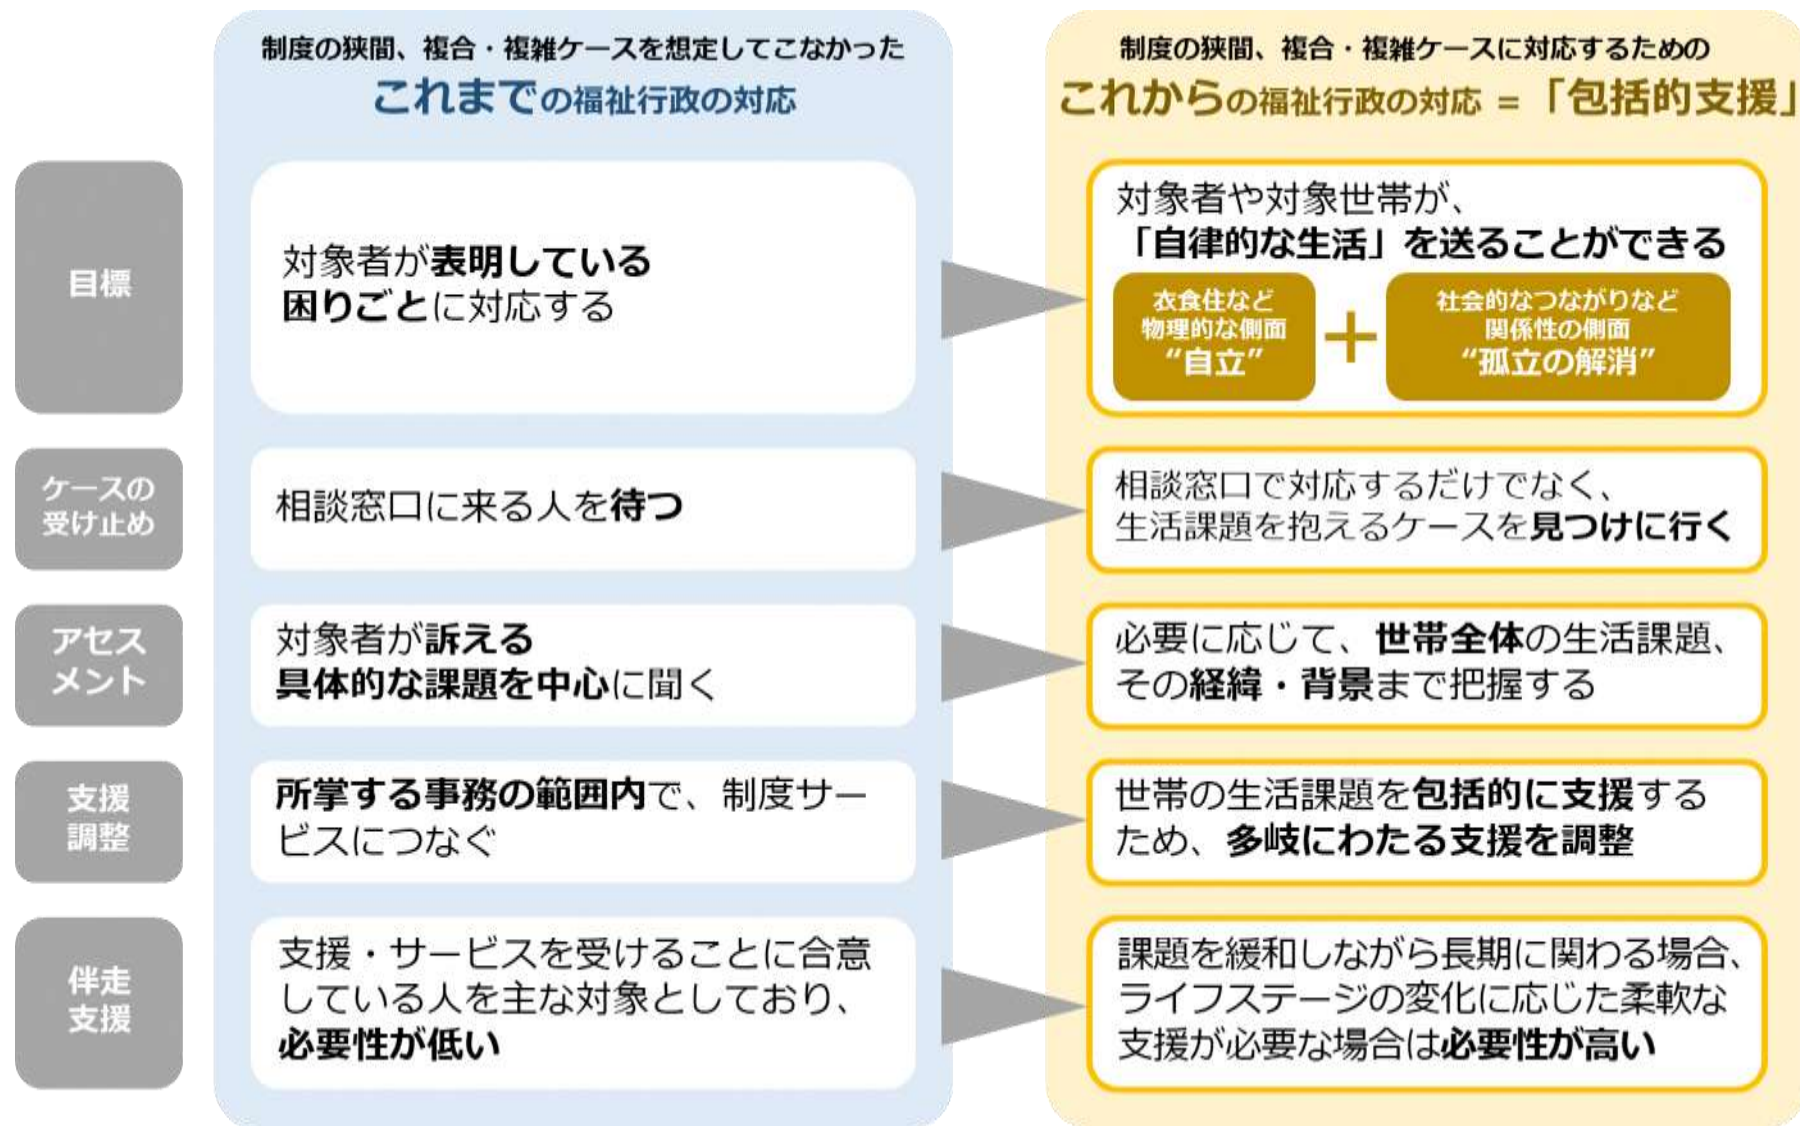 制度の狭間、複合・複雑ケースを想定してこなかった
これまでの福祉行政の対応
制度の狭間、複合・複雑ケースに対応するための
これからの福祉行政の対応 = 「包括的支援」
目標
対象者が表明している
困りごとに対応する
対象者や対象世帯が、
「自律的な生活」を送ることができる
衣食住など
物理的な側面
“自立”
+
社会的なつながりなど
関係性の側面
“孤立の解消”
ケースの
受け止め
相談窓口に来る人を待つ
相談窓口で対応するだけでなく、
生活課題を抱えるケースを見つけに行く
アセス
メント
対象者が訴える
具体的な課題を中心に聞く
必要に応じて、世帯全体の生活課題、
その経緯・背景まで把握する
支援
調整
所掌する事務の範囲内で、制度サー
ビスにつなぐ
世帯の生活課題を包括的に支援する
ため、多岐にわたる支援を調整
伴走
支援
支援・サービスを受けることに合意
している人を主な対象としており、
必要性が低い
課題を緩和しながら長期に関わる場合、
ライフステージの変化に応じた柔軟な
支援が必要な場合は必要性が高い